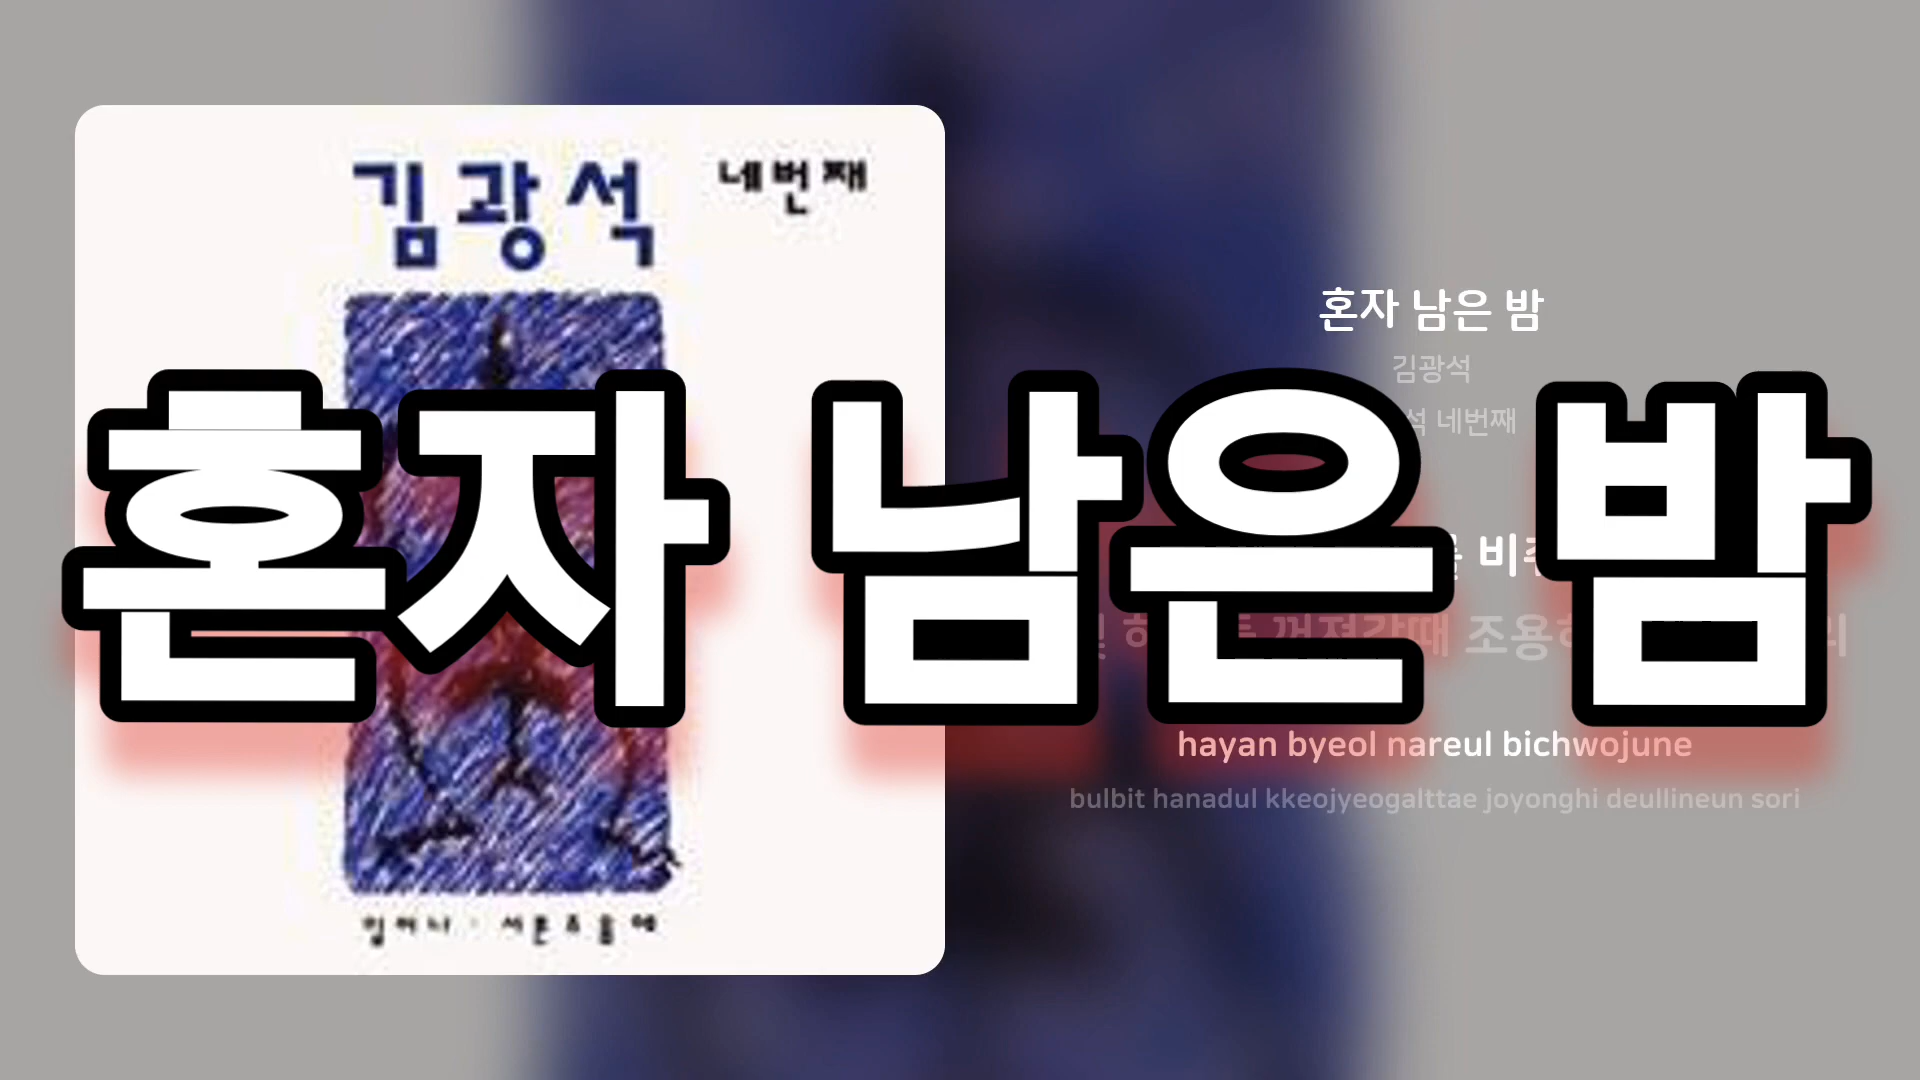 김광석 네번째
혼자 남은 밤
김광석
네번째
혼자 남은 밤
hayan byeol nareul bichwojune
bulbit hanadul kkeojyeogalttae joyonghi deullineun sori